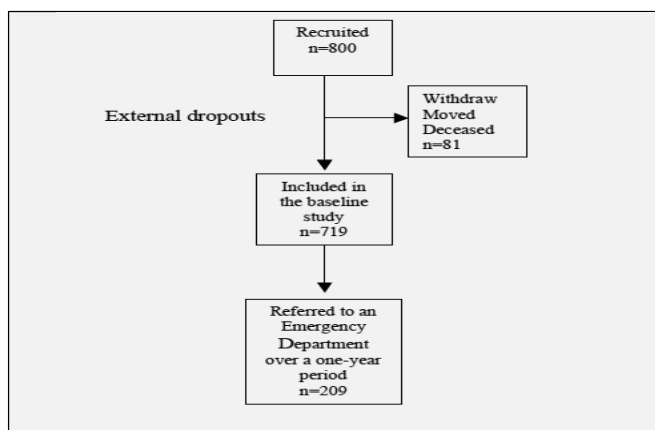 Recruited
n=800
External dropouts
Withdraw
Moved
Deceased
n=81
Included in
the baseline
study
n=719
Referred to an
Emergency
Department
over a one-year
period
n=209